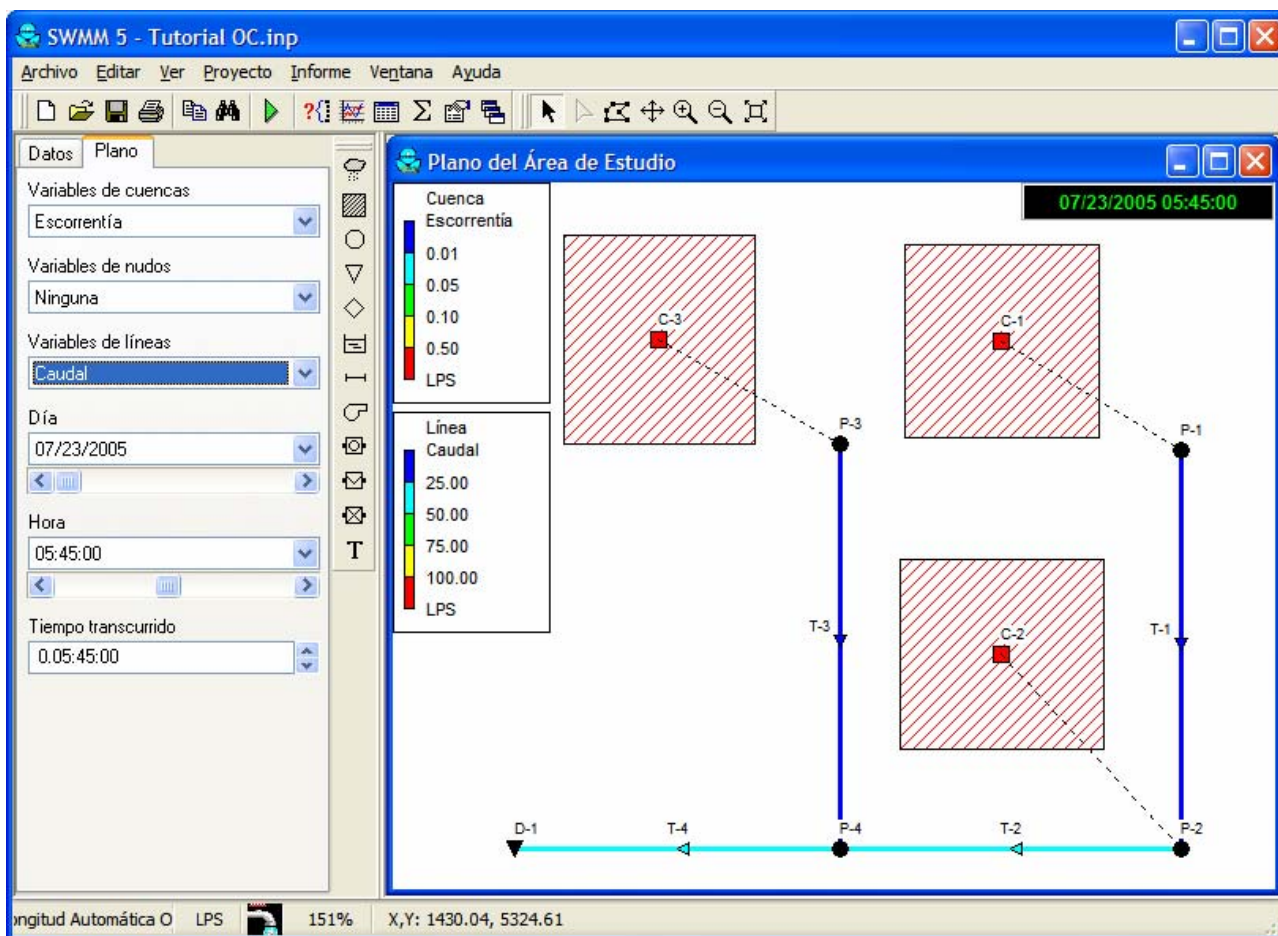 SWMM 5 - Tutorial OC.inp
Archivo Editar Ver Proyecto Informe Ventana Ayuda
Datos Plano
Variables de cuencas
Escorrentía
Variables de nudos
Ninguna
Variables de líneas
Caudal
Día
07/23/2005
Hora
05:45:00
Tiempo transcurrido
0.05:45:00
T
Plano del Área de Estudio
07/23/2005 05:45:00
Cuenca
Escorrentía
0.01
0.05
0.10
0.50
LPS
Línea
Caudal
25.00
50.00
75.00
100.00
LPS
C-3
C-1
P-3
P-1
T-3
C-2
T-1
D-1
T-4
P-4
T-2
P-2
ongitud Automática O LPS 151% X,Y: 1430.04, 5324.61